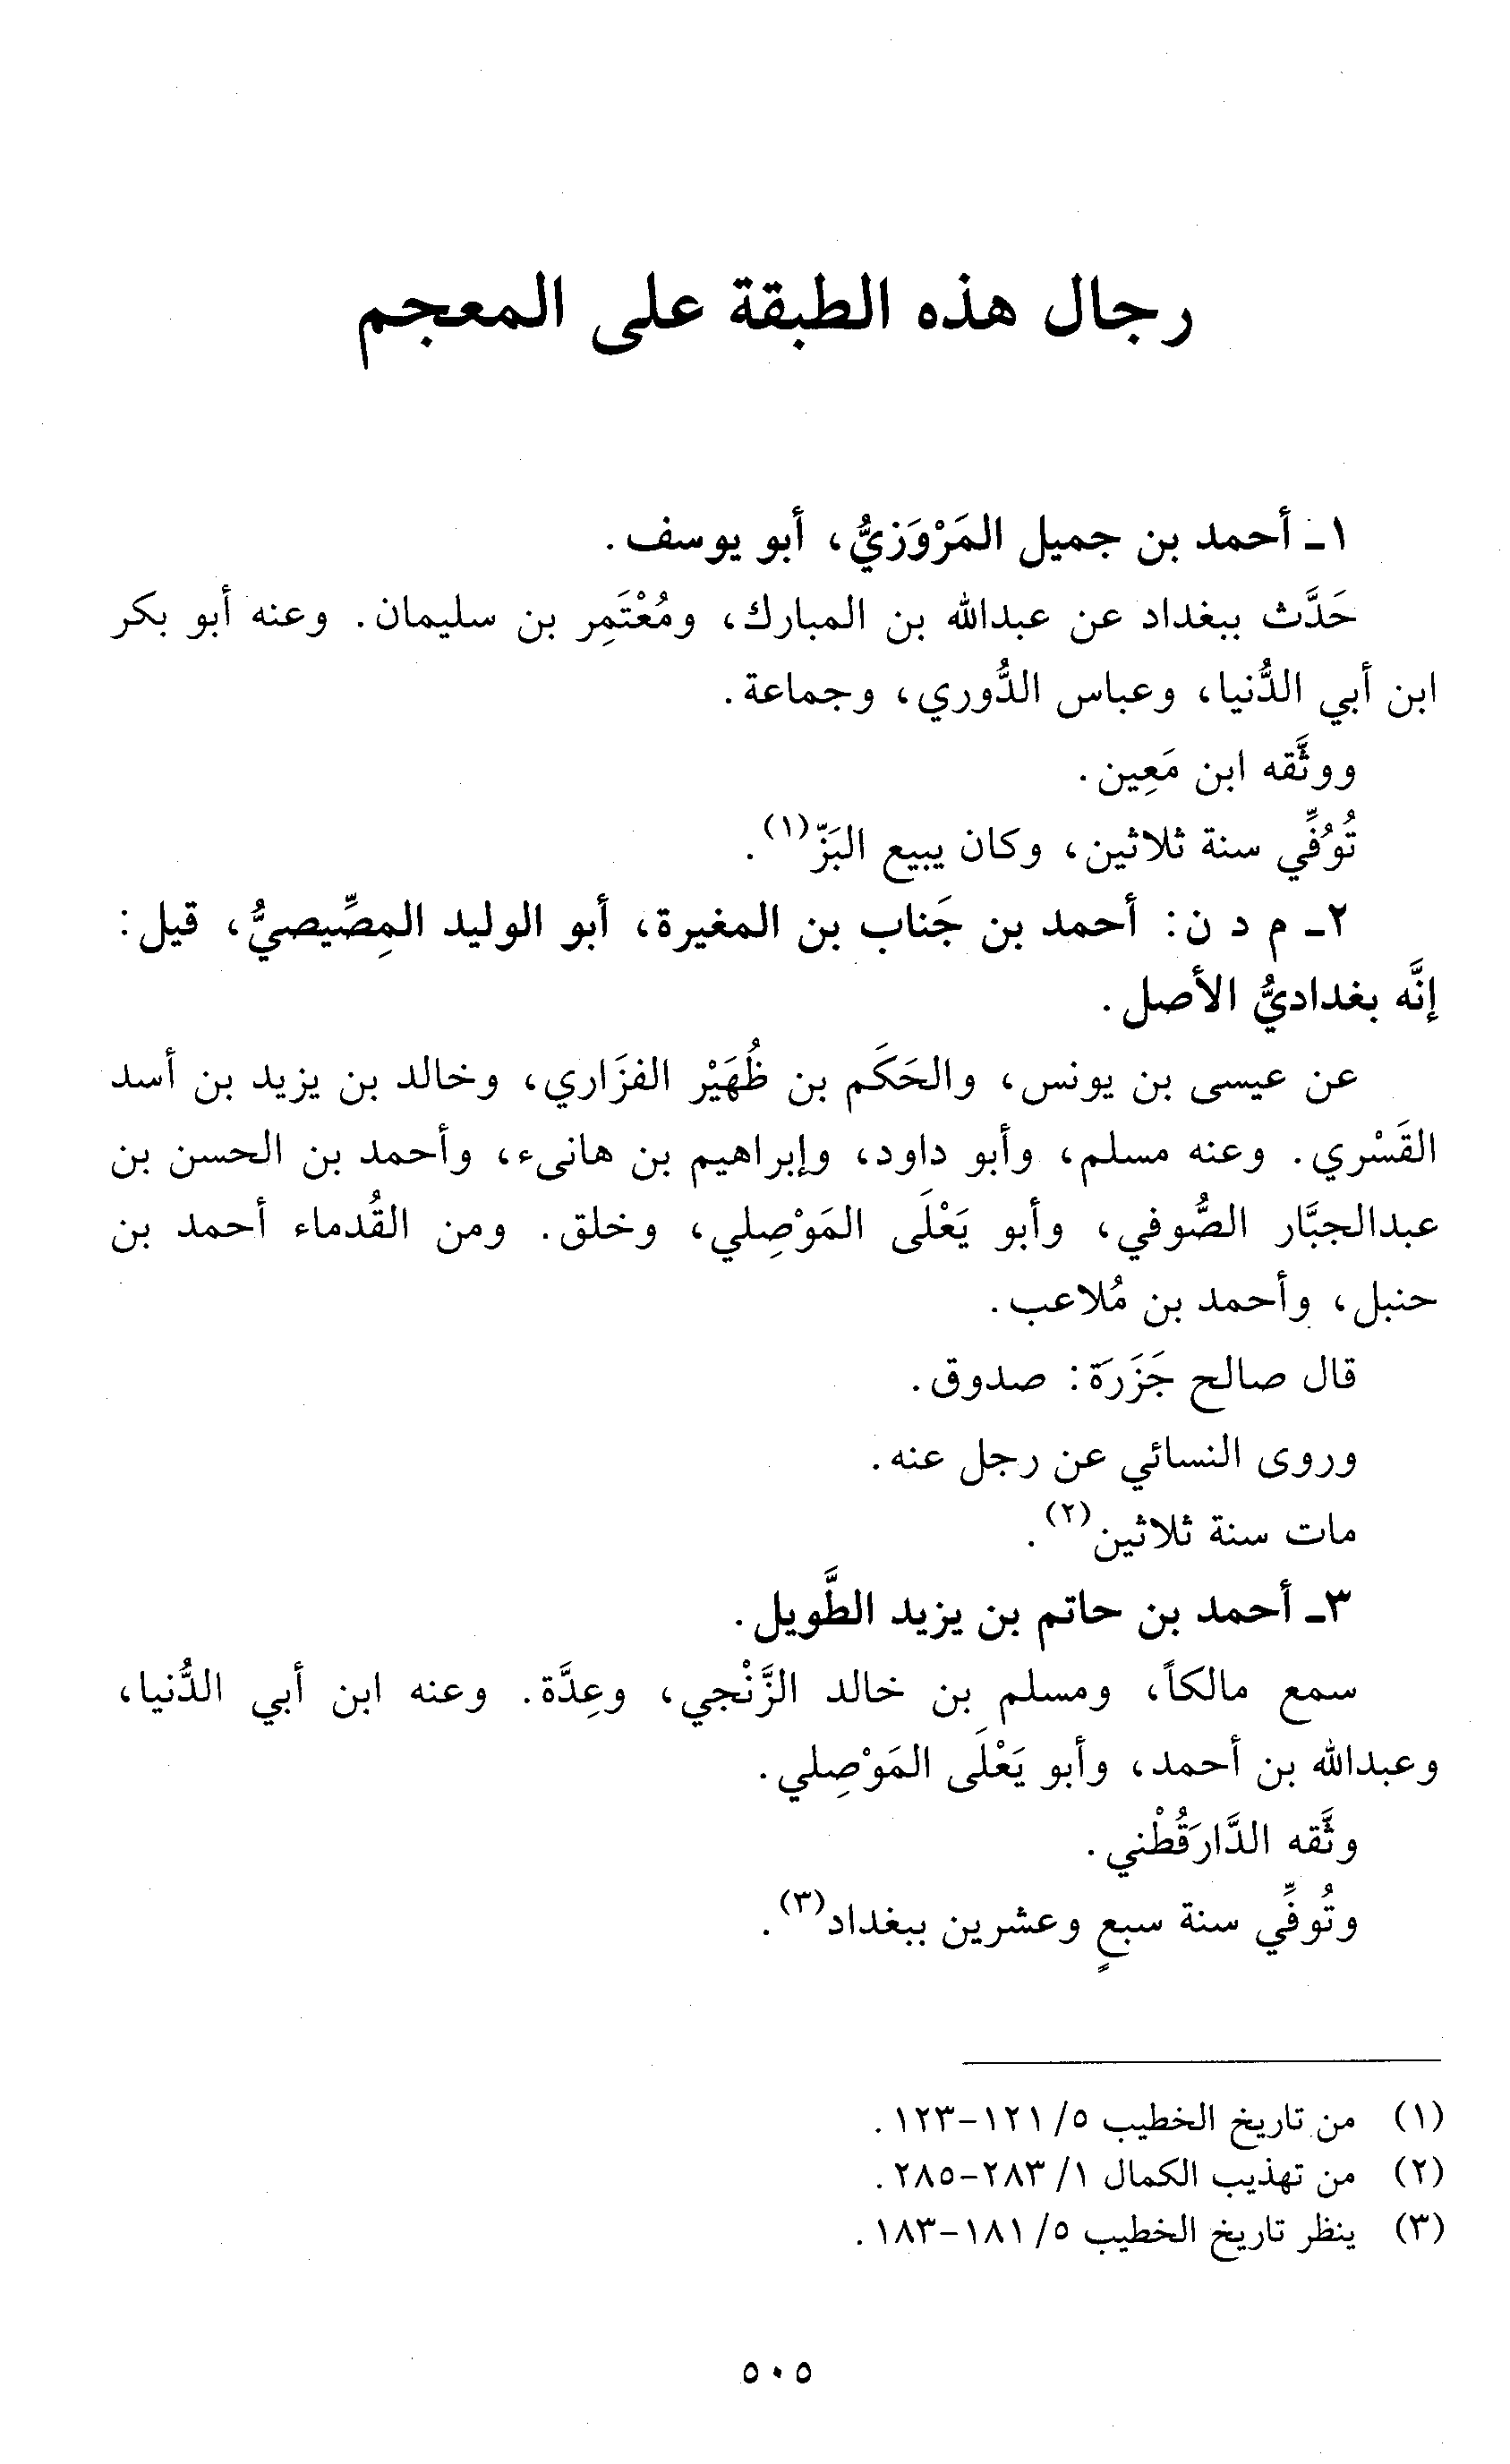 رجال هذه الطبقة على المعجم
١ـ أحمد بن جميل المَرْوَزيُّ، أبو يوسف.
حَدَّث ببغداد عن عبدالله بن المبارك، ومُعْتَمِر بن سليمان. وعنه أبو بكر
ابن أبي الدُّنيا، وعباس الدُّوري، وجماعة.
ووثَّقه ابن مَعِين.
تُوُفِّي سنة ثلاثين، وكان يبيع البَزّ(١).
٢ـ م د ن: أحمد بن جَناب بن المغيرة، أبو الوليد المِصِّيصيُّ، قيل:
إنَّه بغداديُّ الأصل.
عن عيسى بن يونس، والحَكَم بن ظُهَيْر الفزَاري، وخالد بن يزيد بن أسد
القَسْري. وعنه مسلم، وأبو داود، وإبراهيم بن هانىء، وأحمد بن الحسن بن
عبدالجبَّار الصُّوفي، وأبو يَعْلَى المَوْصِلي، وخلق. ومن القُدماء أحمد بن
حنبل، وأحمد بن مُلاعب.
قال صالح جَزَرَة: صدوق.
وروى النسائي عن رجل عنه.
مات سنة ثلاثين(٢).
٣ـ أحمد بن حاتم بن يزيد الطَّويل.
سمع مالكاً، ومسلم بن خالد الزَّنْجي، وعِدَّة. وعنه ابن أبي الدُّنيا،
وعبدالله بن أحمد، وأبو يَعْلَى المَوْصِلي.
وثَّقه الدَّارَقُطْني.
وتُوفِّي سنة سبعٍ وعشرين ببغداد(٣).
(١) من تاريخ الخطيب ٥/ ١٢١-١٢٣.
(٢) من تهذيب الكمال ١/ ٢٨٣-٢٨٥.
(٣) ينظر تاريخ الخطيب ٥/ ١٨١-١٨٣.
٥٠٥